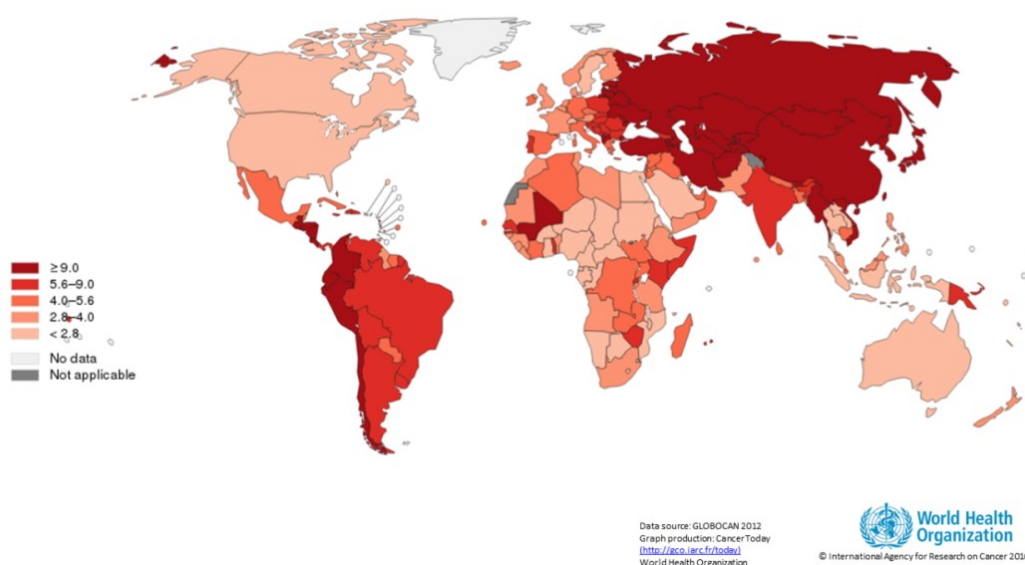 ≥ 9.0
5.6–9.0
4.0–5.6
2.8–4.0
< 2.8
No data
Not applicable
Data source: GLOBOCAN 2012
Graph production: CancerToday
(http://gco.iarc.fr/today)
World Health Organization
World Health
Organization
© International Agency for Research on Cancer